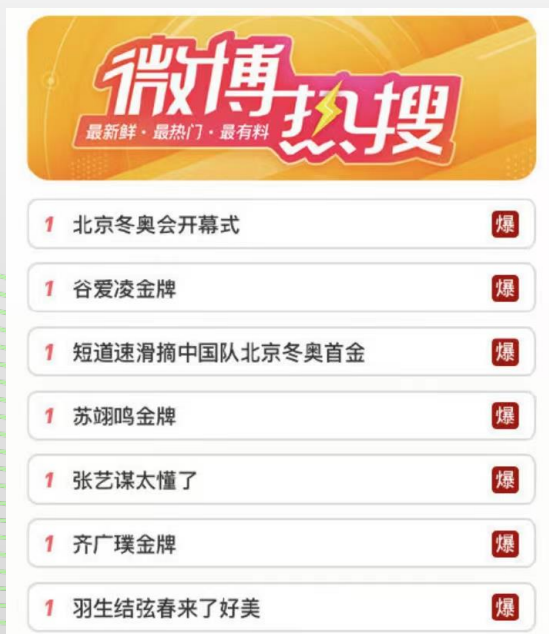 微博热搜
最新鲜·最热门·最有料
1 北京冬奥会开幕式 爆
1 谷爱凌金牌 爆
1 短道速滑摘中国队北京冬奥首金 爆
1 苏翊鸣金牌 爆
1 张艺谋太懂了 爆
1 齐广璞金牌 爆
1 羽生结弦春来了好美 爆